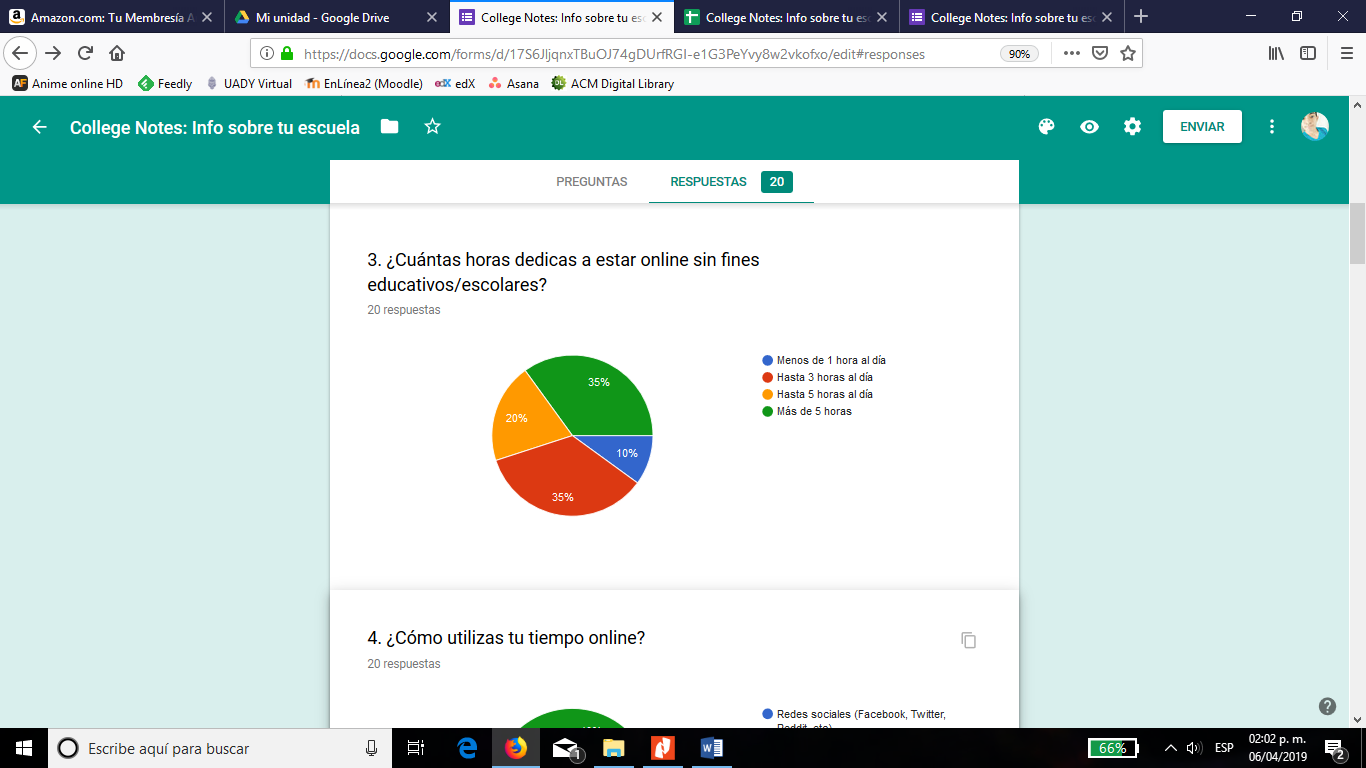 Amazon.com: Tu Membresía A
Mi unidad - Google Drive
College Notes: Info sobre tu esc
College Notes: Info sobre tu esc
College Notes: Info sobre tu esc
https://docs.google.com/forms/d/17S6JljqnxTBuOJ74gDUrfRGI-e1G3PeYvy8w2vkofxo/edit#responses
90%
Anime online HD
Feedly
UADY Virtual
EnLínea2 (Moodle)
edX
Asana
ACM Digital Library
College Notes: Info sobre tu escuela
ENVIAR
PREGUNTAS
RESPUESTAS 20
3. ¿Cuántas horas dedicas a estar online sin fines
educativos/escolares?
20 respuestas
35%
20%
10%
35%
Menos de 1 hora al día
Hasta 3 horas al día
Hasta 5 horas al día
Más de 5 horas
4. ¿Cómo utilizas tu tiempo online?
20 respuestas
Redes sociales (Facebook, Twitter,
Reddit, etc)
Escribe aquí para buscar
1
66%
ESP
02:02 p. m.
06/04/2019
2